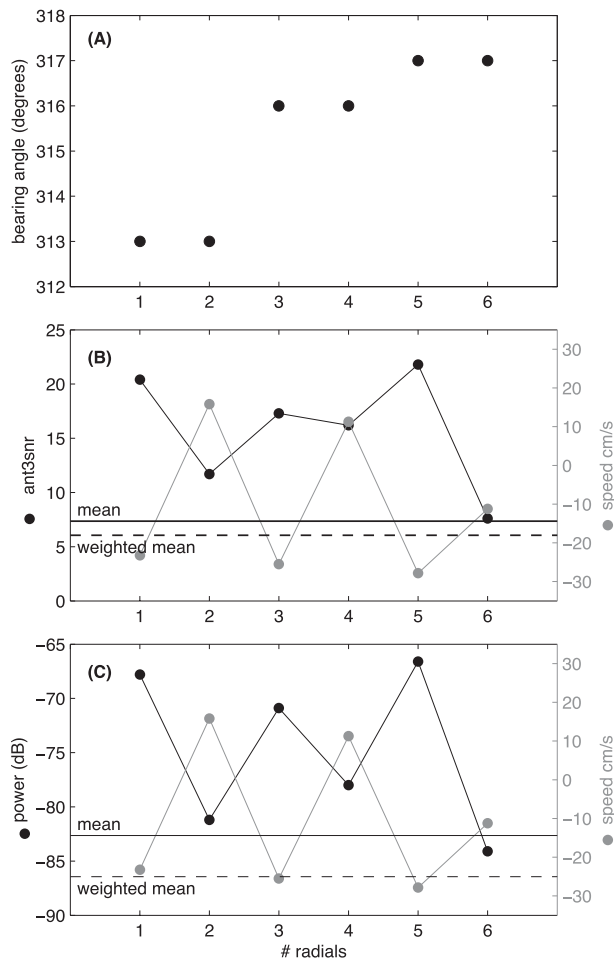 318
317
316
315
314
313
312
bearing angle (degrees)
(A)
1 2 3 4 5 6
25
20
15
10
5
0
ant3snr
(B)
mean
weighted mean
30
20
10
0
−10
−20
−30
speed cm/s
1 2 3 4 5 6
−65
−70
−75
−80
−85
−90
power (dB)
(C)
mean
weighted mean
30
20
10
0
−10
−20
−30
speed cm/s
1 2 3 4 5 6
# radials